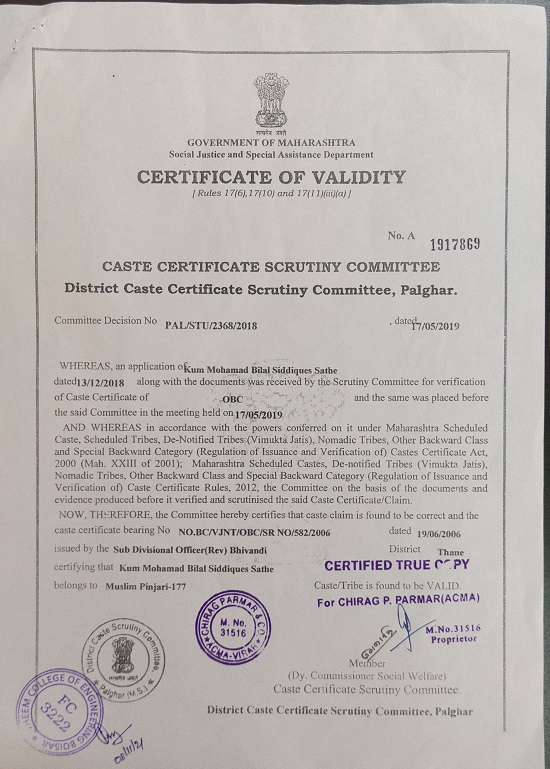 सत्यमेव जयते
GOVERNMENT OF MAHARASHTRA
Social Justice and Special Assistance Department
CERTIFICATE OF VALIDITY
[ Rules 17(6),17(10) and 17(11)(iii)(a) ]
No. A 1917869
CASTE CERTIFICATE SCRUTINY COMMITTEE
District Caste Certificate Scrutiny Committee, Palghar.
Committee Decision No PAL/STU/2368/2018 , dated 17/05/2019
WHEREAS, an application of Kum Mohamad Bilal Siddiques Sathe
dated 13/12/2018 along with the documents was received by the Scrutiny Committee for verification
of Caste Certificate of OBC and the same was placed before
the said Committee in the meeting held on 17/05/2019
AND WHEREAS in accordance with the powers conferred on it under Maharashtra Scheduled
Caste, Scheduled Tribes, De-Notified Tribes (Vimukta Jatis), Nomadic Tribes, Other Backward Class
and Special Backward Category (Regulation of Issuance and Verification of) Castes Certificate Act,
2000 (Mah. XXIII of 2001); Maharashtra Scheduled Castes, De-notified Tribes (Vimukta Jatis),
Nomadic Tribes, Other Backward Class and Special Backward Category (Regulation of Issuance and
Verification of) Caste Certificate Rules, 2012, the Committee on the basis of the documents and
evidence produced before it verified and scrutinised the said Caste Certificate/Claim.
NOW, THEREFORE, the Committee hereby certifies that caste claim is found to be correct and the
caste certificate bearing No NO.BC/VJNT/OBC/SR NO/582/2006 dated 19/06/2006
issued by the Sub Divisional Officer(Rev) Bhivandi District Thane
certifying that Kum Mohamad Bilal Siddiques Sathe CERTIFIED TRUE COPY
belongs to Muslim Pinjari-177 Caste/Tribe is found to be VALID.
For CHIRAG P. PARMAR(ACMA)
CHIRAG PARMAR & CO.
M. No.
31516
ACMA-VIRAR
M.No.31516
Proprietor
District Caste Scrutiny Committee,
Palghar (M.S.)
Member
(Dy. Commissioner Social Welfare)
Caste Certificate Scrutiny Committee.
District Caste Certificate Scrutiny Committee, Palghar
COLLEGE OF ENGINEERING BOISAR
FC
3222
08/11/21